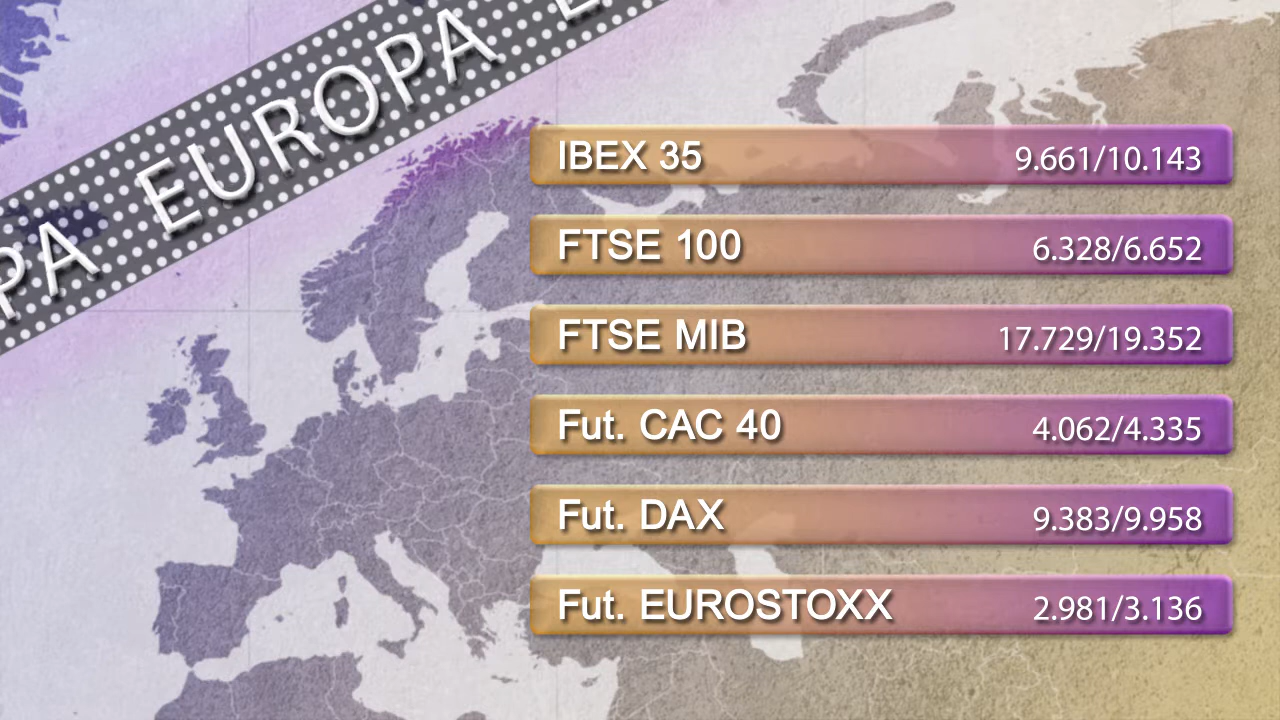 PA EUROPA E
IBEX 35 9.661/10.143
FTSE 100 6.328/6.652
FTSE MIB 17.729/19.352
Fut. CAC 40 4.062/4.335
Fut. DAX 9.383/9.958
Fut. EUROSTOXX 2.981/3.136